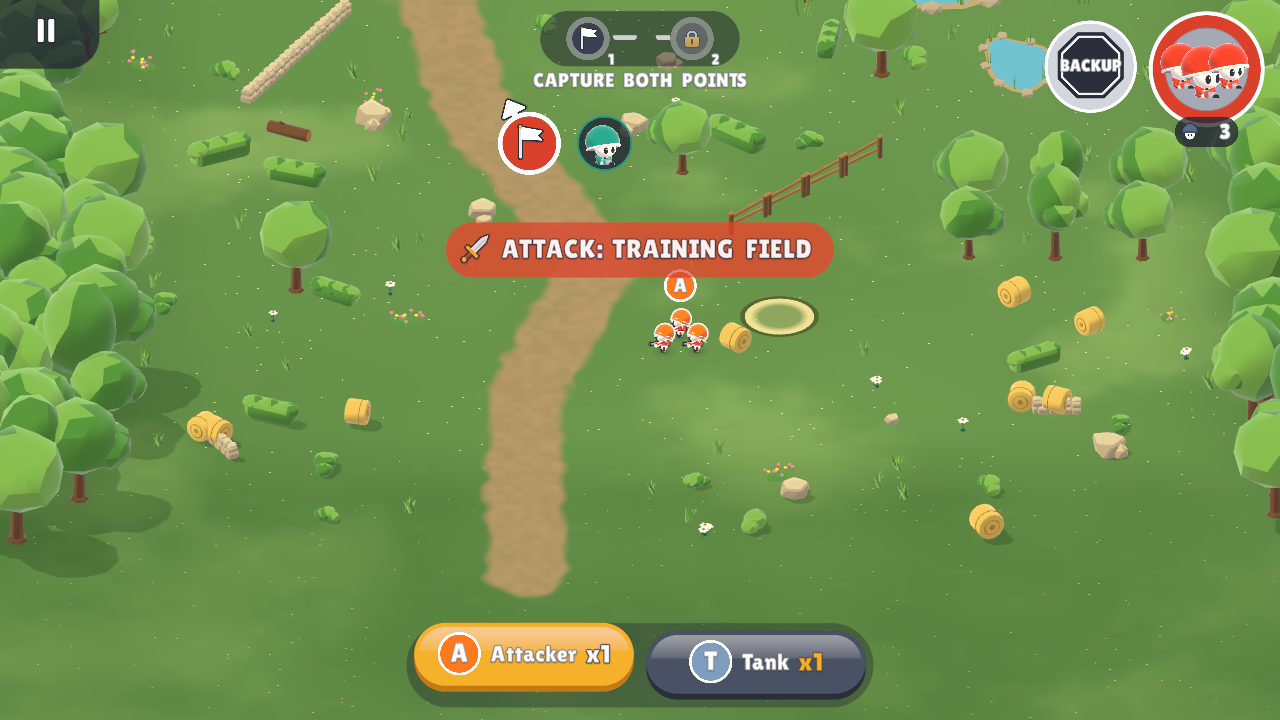 1
2
CAPTURE BOTH POINTS
BACKUP
3
ATTACK: TRAINING FIELD
A
A Attacker x1
T Tank x1